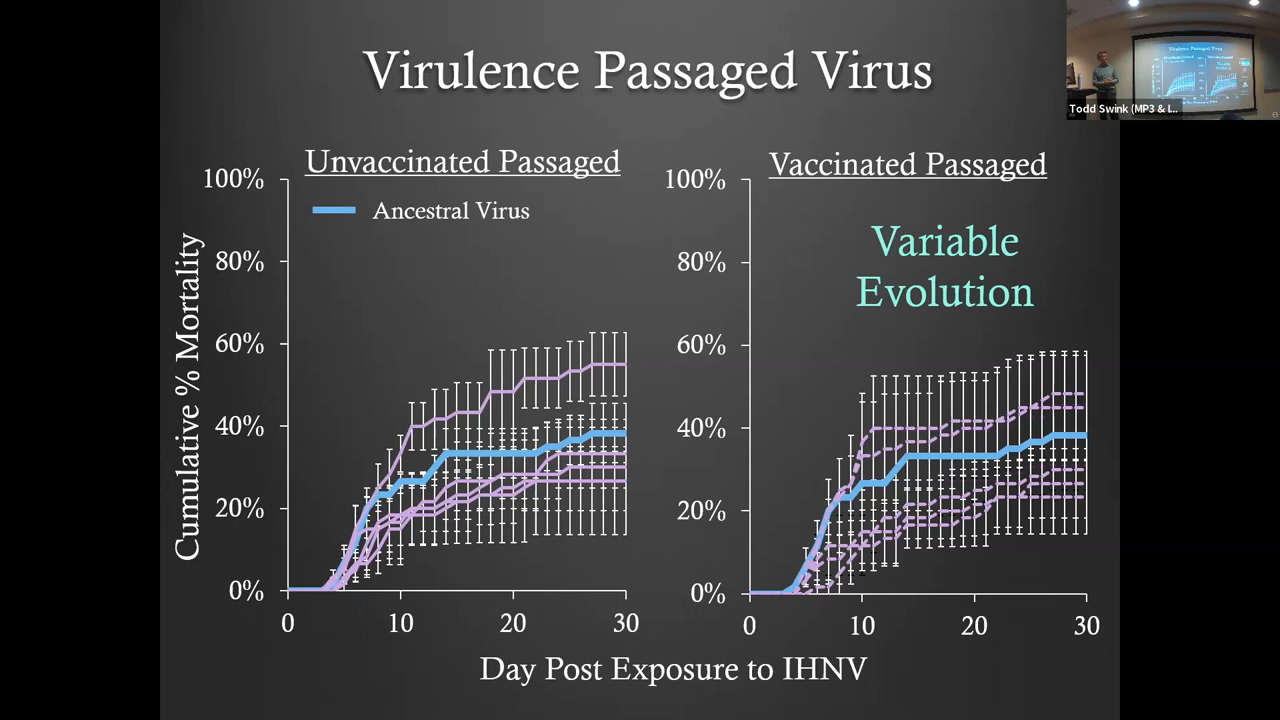 Virulence Passaged Virus
Todd Swink (MP3 & I...
Unvaccinated Passaged
Vaccinated Passaged
Ancestral Virus
Variable
Evolution
Cumulative % Mortality
100%
80%
60%
40%
20%
0%
0
10
20
30
100%
80%
60%
40%
20%
0%
0
10
20
30
Day Post Exposure to IHNV